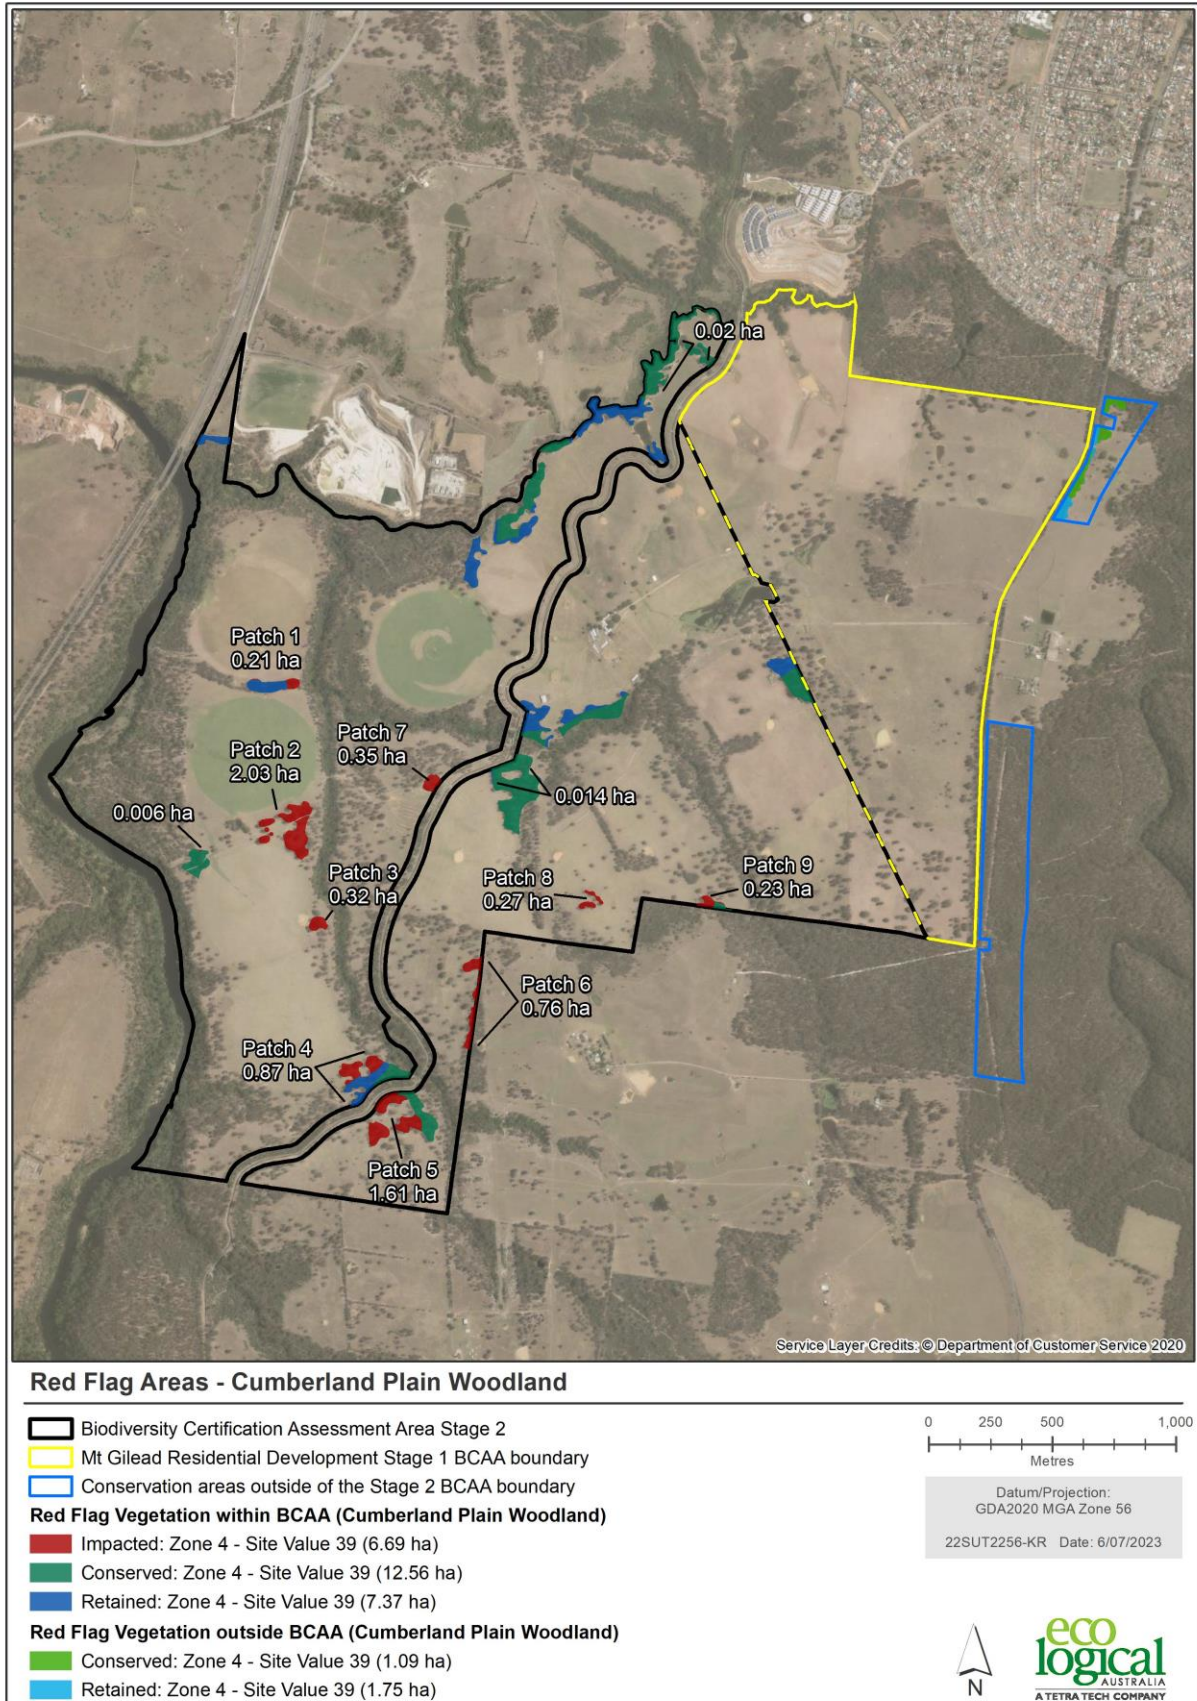 0.02 ha
Patch 1
0.21 ha
Patch 7
0.35 ha
Patch 2
2.03 ha
0.014 ha
0.006 ha
Patch 3
0.32 ha
Patch 8
0.27 ha
Patch 9
0.23 ha
Patch 6
0.76 ha
Patch 4
0.87 ha
Patch 5
1.61 ha
Service Layer Credits: © Department of Customer Service 2020
Red Flag Areas - Cumberland Plain Woodland
Biodiversity Certification Assessment Area Stage 2
Mt Gilead Residential Development Stage 1 BCAA boundary
Conservation areas outside of the Stage 2 BCAA boundary
Red Flag Vegetation within BCAA (Cumberland Plain Woodland)
Impacted: Zone 4 - Site Value 39 (6.69 ha)
Conserved: Zone 4 - Site Value 39 (12.56 ha)
Retained: Zone 4 - Site Value 39 (7.37 ha)
Red Flag Vegetation outside BCAA (Cumberland Plain Woodland)
Conserved: Zone 4 - Site Value 39 (1.09 ha)
Retained: Zone 4 - Site Value 39 (1.75 ha)
0 250 500 1,000
Metres
Datum/Projection:
GDA2020 MGA Zone 56
22SUT2256-KR Date: 6/07/2023
N
eco
logical
AUSTRALIA
A TETRA TECH COMPANY